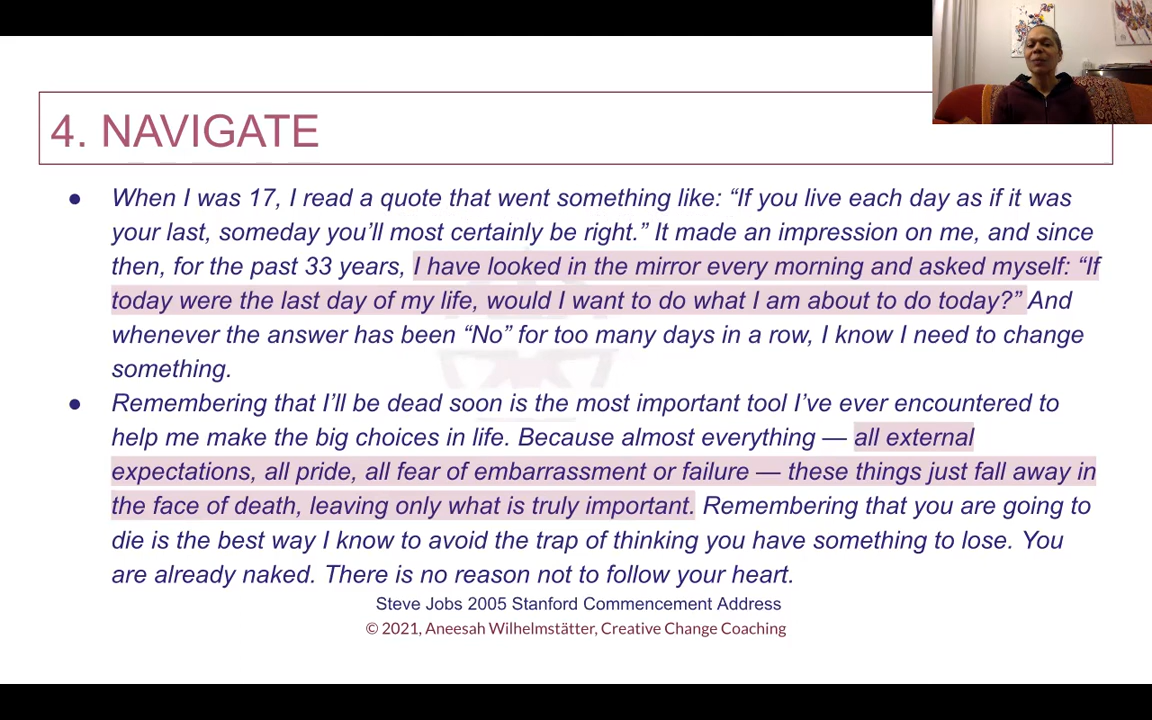 4. NAVIGATE
● When I was 17, I read a quote that went something like: “If you live each day as if it was
your last, someday you’ll most certainly be right.” It made an impression on me, and since
then, for the past 33 years, I have looked in the mirror every morning and asked myself: “If
today were the last day of my life, would I want to do what I am about to do today?” And
whenever the answer has been “No” for too many days in a row, I know I need to change
something.
● Remembering that I’ll be dead soon is the most important tool I’ve ever encountered to
help me make the big choices in life. Because almost everything — all external
expectations, all pride, all fear of embarrassment or failure — these things just fall away in
the face of death, leaving only what is truly important. Remembering that you are going to
die is the best way I know to avoid the trap of thinking you have something to lose. You
are already naked. There is no reason not to follow your heart.
Steve Jobs 2005 Stanford Commencement Address
© 2021, Aneesah Wilhelmstätter, Creative Change Coaching